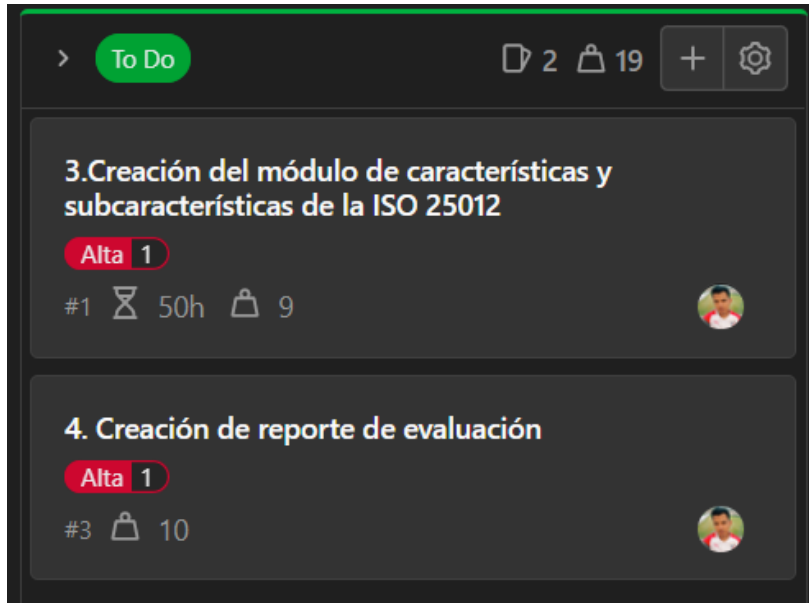 To Do 2 19
3.Creación del módulo de características y
subcaracterísticas de la ISO 25012
Alta 1
#1 50h 9
4. Creación de reporte de evaluación
Alta 1
#3 10